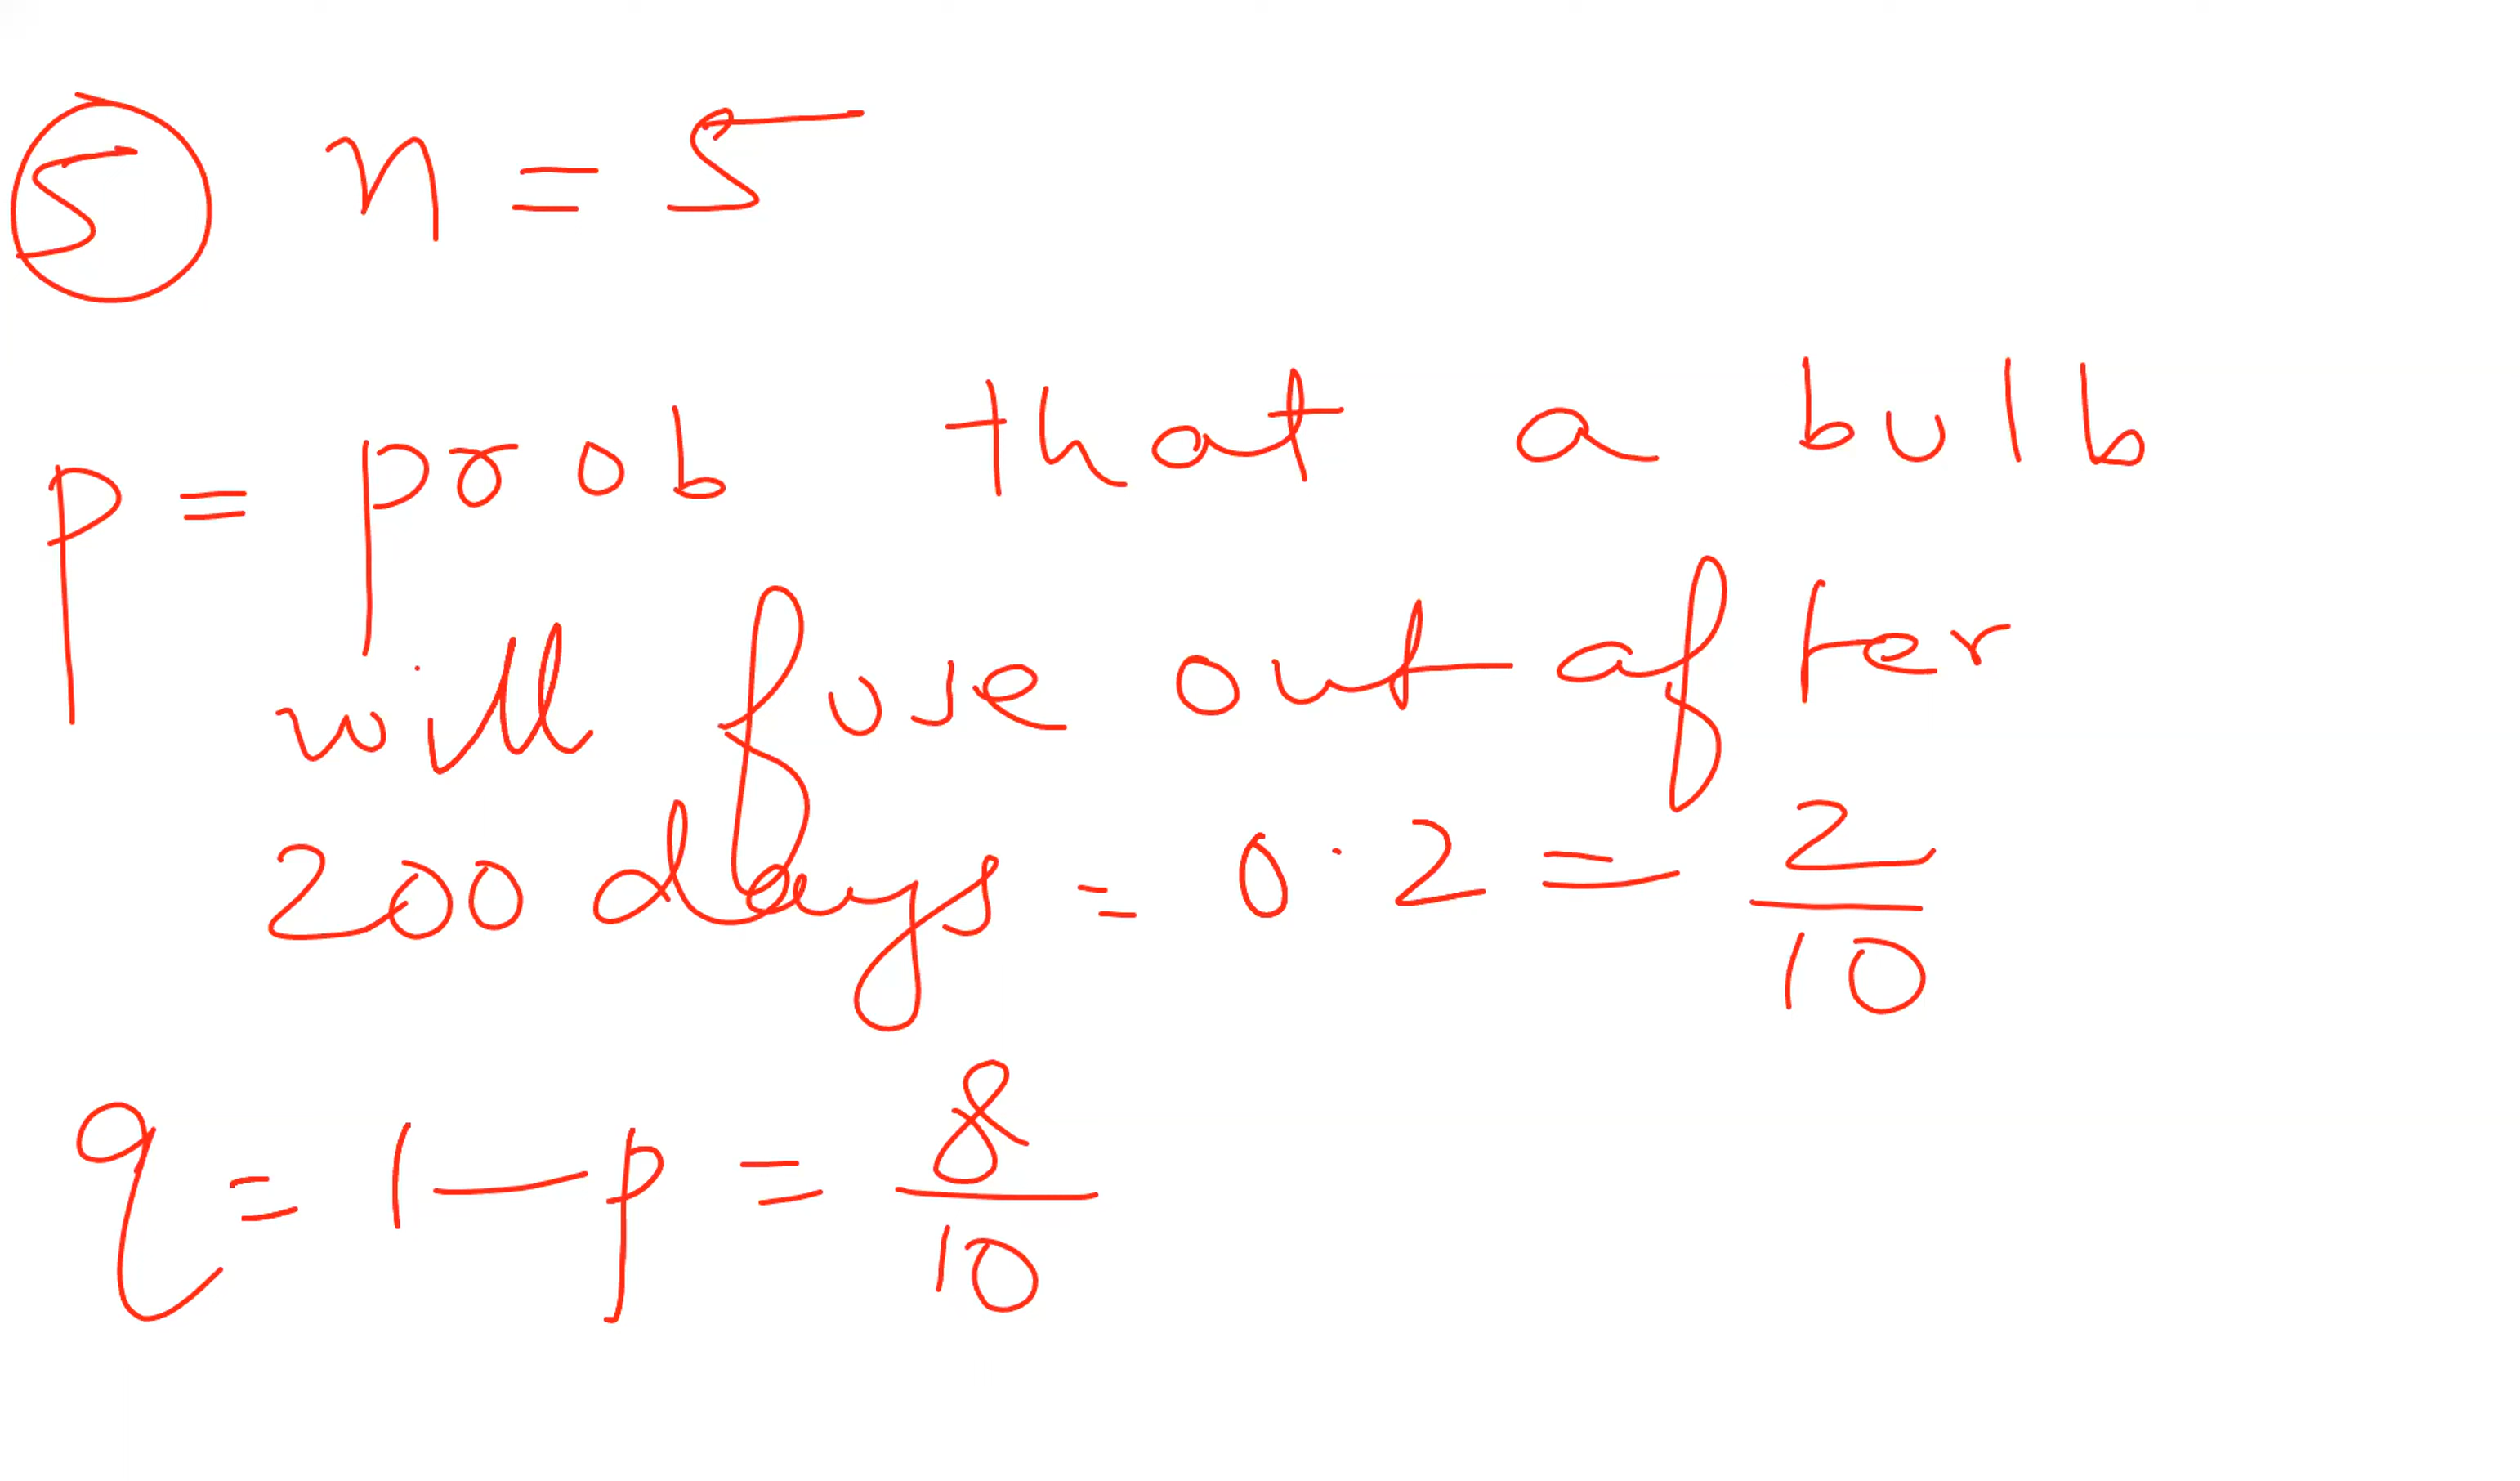 5 n = 5
p = prob that a bulb
will fuse out after
200 days = 0.2 = 2/10
q = 1 - p = 8/10